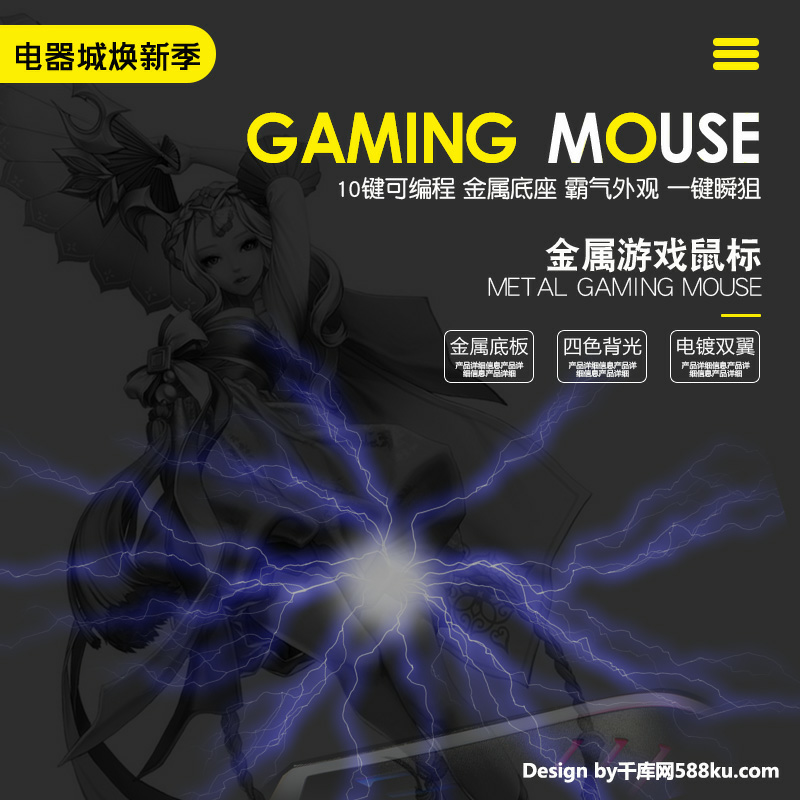 电器城焕新季
GAMING MOUSE
10键可编程 金属底座 霸气外观 一键瞬狙
金属游戏鼠标
METAL GAMING MOUSE
金属底板 四色背光 电镀双翼
产品详细信息产品详 产品详细信息产品详 产品详细信息产品详
细信息产品详细 细信息产品详细 细信息产品详细
Design by千库网588ku.com